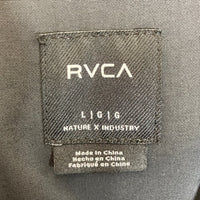 RVCA
L | G | G
NATURE X INDUSTRY
Made in China
Hecho en China
Fabriqué en Chine